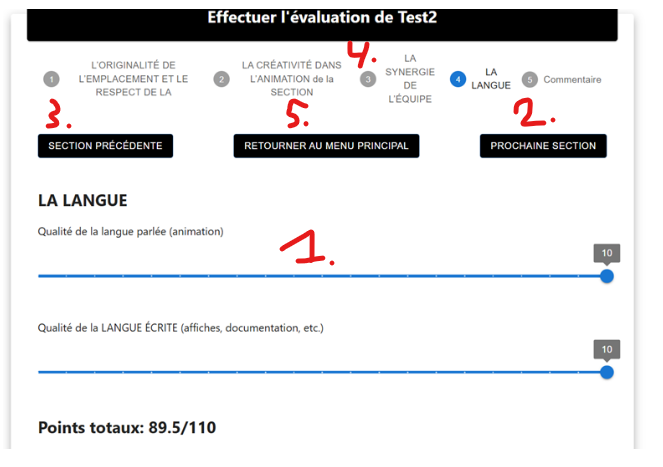 Effectuer l'évaluation de Test2
4.
1 L'ORIGINALITÉ DE L'EMPLACEMENT ET LE RESPECT DE LA
2 LA CRÉATIVITÉ DANS L'ANIMATION de la SECTION
3 LA SYNERGIE DE L'ÉQUIPE
4 LA LANGUE
5 Commentaire
3.
5.
2.
SECTION PRÉCÉDENTE
RETOURNER AU MENU PRINCIPAL
PROCHAINE SECTION
LA LANGUE
Qualité de la langue parlée (animation)
1.
10
Qualité de la LANGUE ÉCRITE (affiches, documentation, etc.)
10
Points totaux: 89.5/110